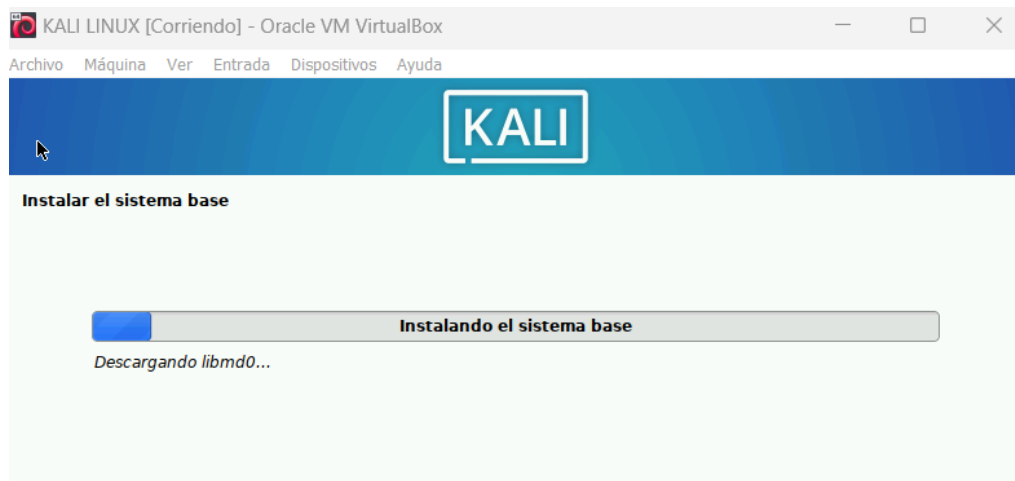 KALI LINUX [Corriendo] - Oracle VM VirtualBox
Archivo Máquina Ver Entrada Dispositivos Ayuda
KALI
Instalar el sistema base
Instalando el sistema base
Descargando libmd0...